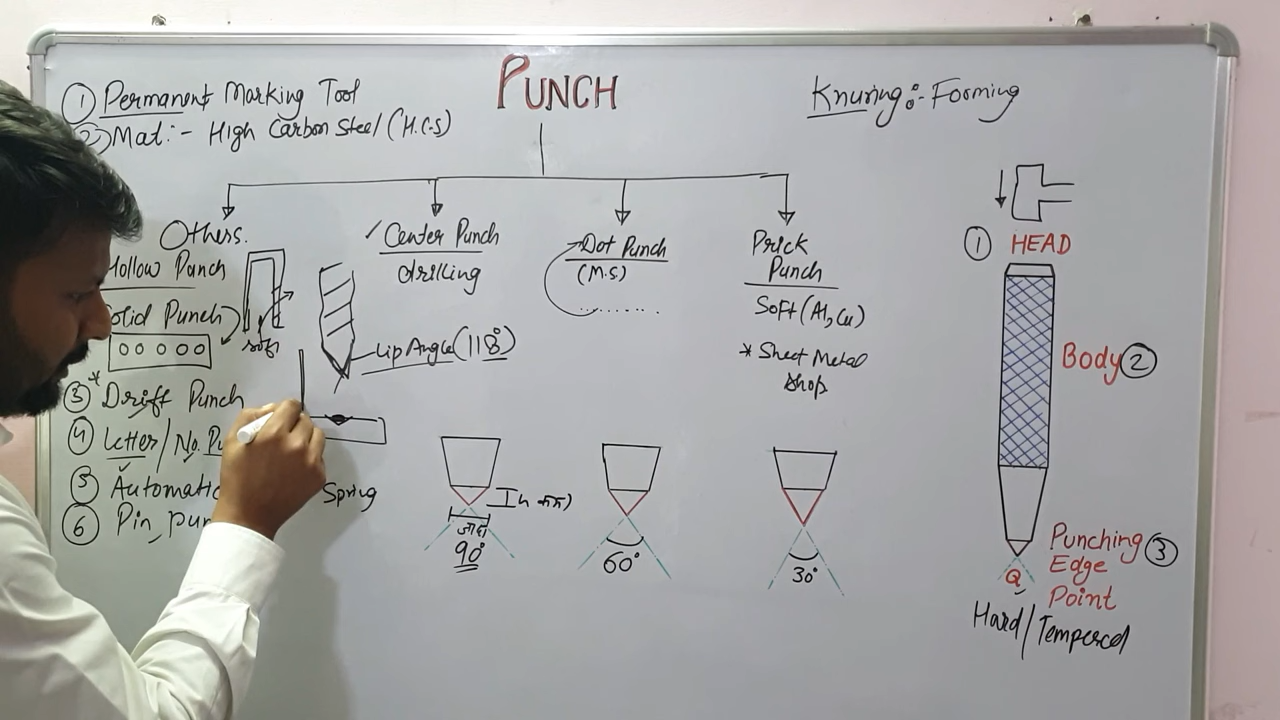 PUNCH
① Permanent Marking Tool
② Mat:- High Carbon Steel (H.C.S)
Knuring:- Forming
Others.
Hollow Punch
Solid Punch
soft
③ * Drift Punch
④ Letter/No. Pu
⑤ Automatic
Spring
⑥ Pin pun
✓ Center Punch
drilling
Lip Angle (118°)
90°
Dot Punch
(M.S)
60°
Prick
Punch
Soft (Al, Cu)
* Sheet Metal
Shop
30°
① HEAD
Body ②
Punching ③
Edge
Point
Q
Hard/Tempered